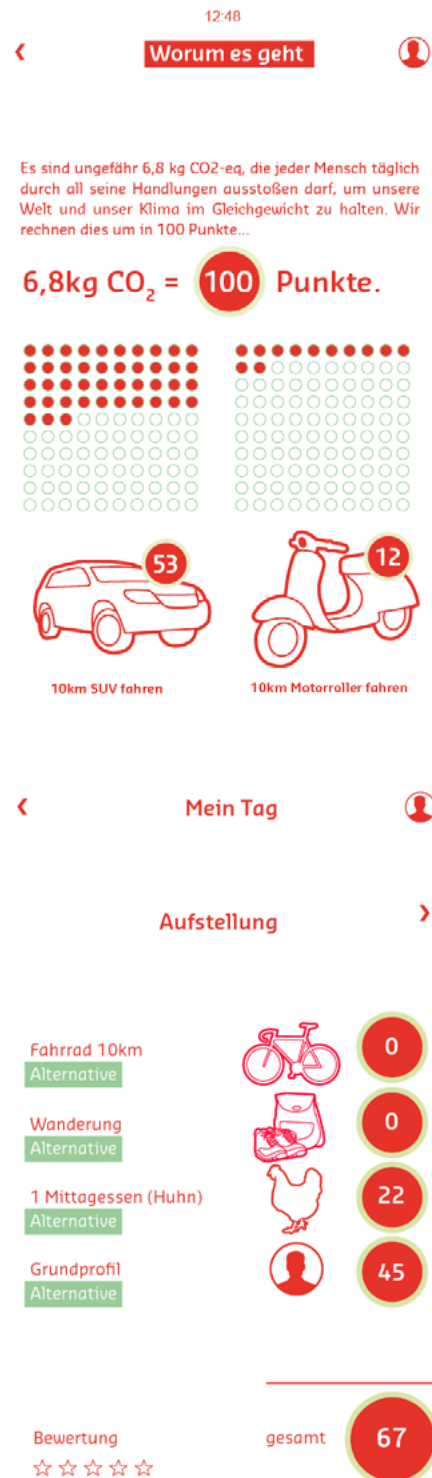 12:48
Worum es geht
Es sind ungefähr 6,8 kg CO2-eq, die jeder Mensch täglich
durch all seine Handlungen ausstoßen darf, um unsere
Welt und unser Klima im Gleichgewicht zu halten. Wir
rechnen dies um in 100 Punkte...
6,8kg CO₂ = 100 Punkte.
53
12
10km SUV fahren
10km Motorroller fahren
Mein Tag
Aufstellung
Fahrrad 10km
Alternative
0
Wanderung
Alternative
0
1 Mittagessen (Huhn)
Alternative
22
Grundprofil
Alternative
45
Bewertung
gesamt
67